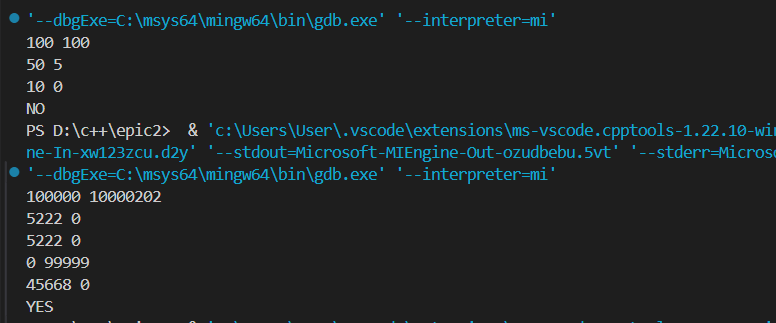 '--dbgExe=C:\msys64\mingw64\bin\gdb.exe' '--interpreter=mi'
100 100
50 5
10 0
NO
PS D:\c++\epic2>  & 'c:\Users\User\.vscode\extensions\ms-vscode.cpptools-1.22.10-wi
ne-In-xw123zcu.d2y' '--stdout=Microsoft-MIEngine-Out-ozudbebu.5vt' '--stderr=Micros
'--dbgExe=C:\msys64\mingw64\bin\gdb.exe' '--interpreter=mi'
100000 10000202
5222 0
5222 0
0 99999
45668 0
YES